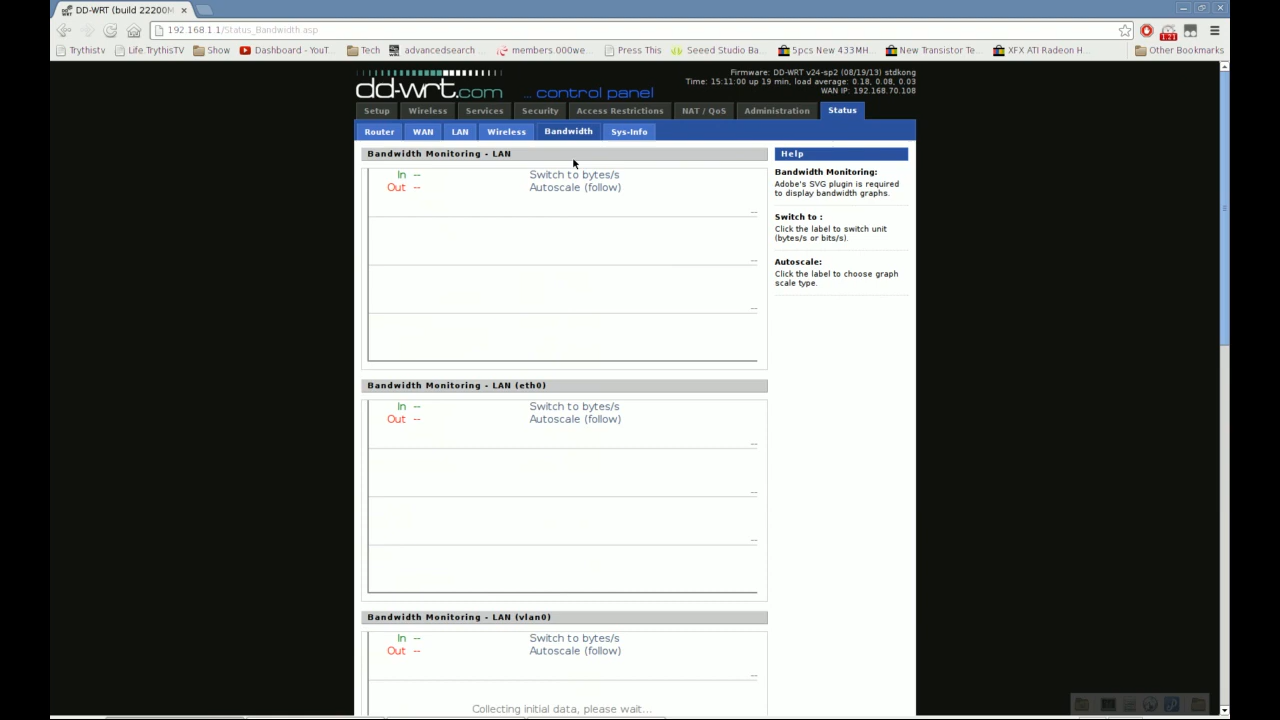 DD-WRT (build 22200M
192.168.1.1/Status_Bandwidth.asp
Trythistv Life TrythisTV Show Dashboard - YouT... Tech advancedsearch members.000we... Press This Seeed Studio Ba... 5pcs New 433MH... New Transistor Te... XFX ATI Radeon H... Other Bookmarks
dd-wrt.com ... control panel
Firmware: DD-WRT v24-sp2 (08/19/13) stdkong
Time: 15:11:00 up 19 min, load average: 0.18, 0.08, 0.03
WAN IP: 192.168.70.108
Setup Wireless Services Security Access Restrictions NAT / QoS Administration Status
Router WAN LAN Wireless Bandwidth Sys-Info
Bandwidth Monitoring - LAN
In -- Switch to bytes/s
Out -- Autoscale (follow)
--
--
--
Bandwidth Monitoring - LAN (eth0)
In -- Switch to bytes/s
Out -- Autoscale (follow)
--
--
--
Bandwidth Monitoring - LAN (vlan0)
In -- Switch to bytes/s
Out -- Autoscale (follow)
--
Collecting initial data, please wait...
Help
Bandwidth Monitoring:
Adobe's SVG plugin is required
to display bandwidth graphs.
Switch to :
Click the label to switch unit
(bytes/s or bits/s).
Autoscale:
Click the label to choose graph
scale type.